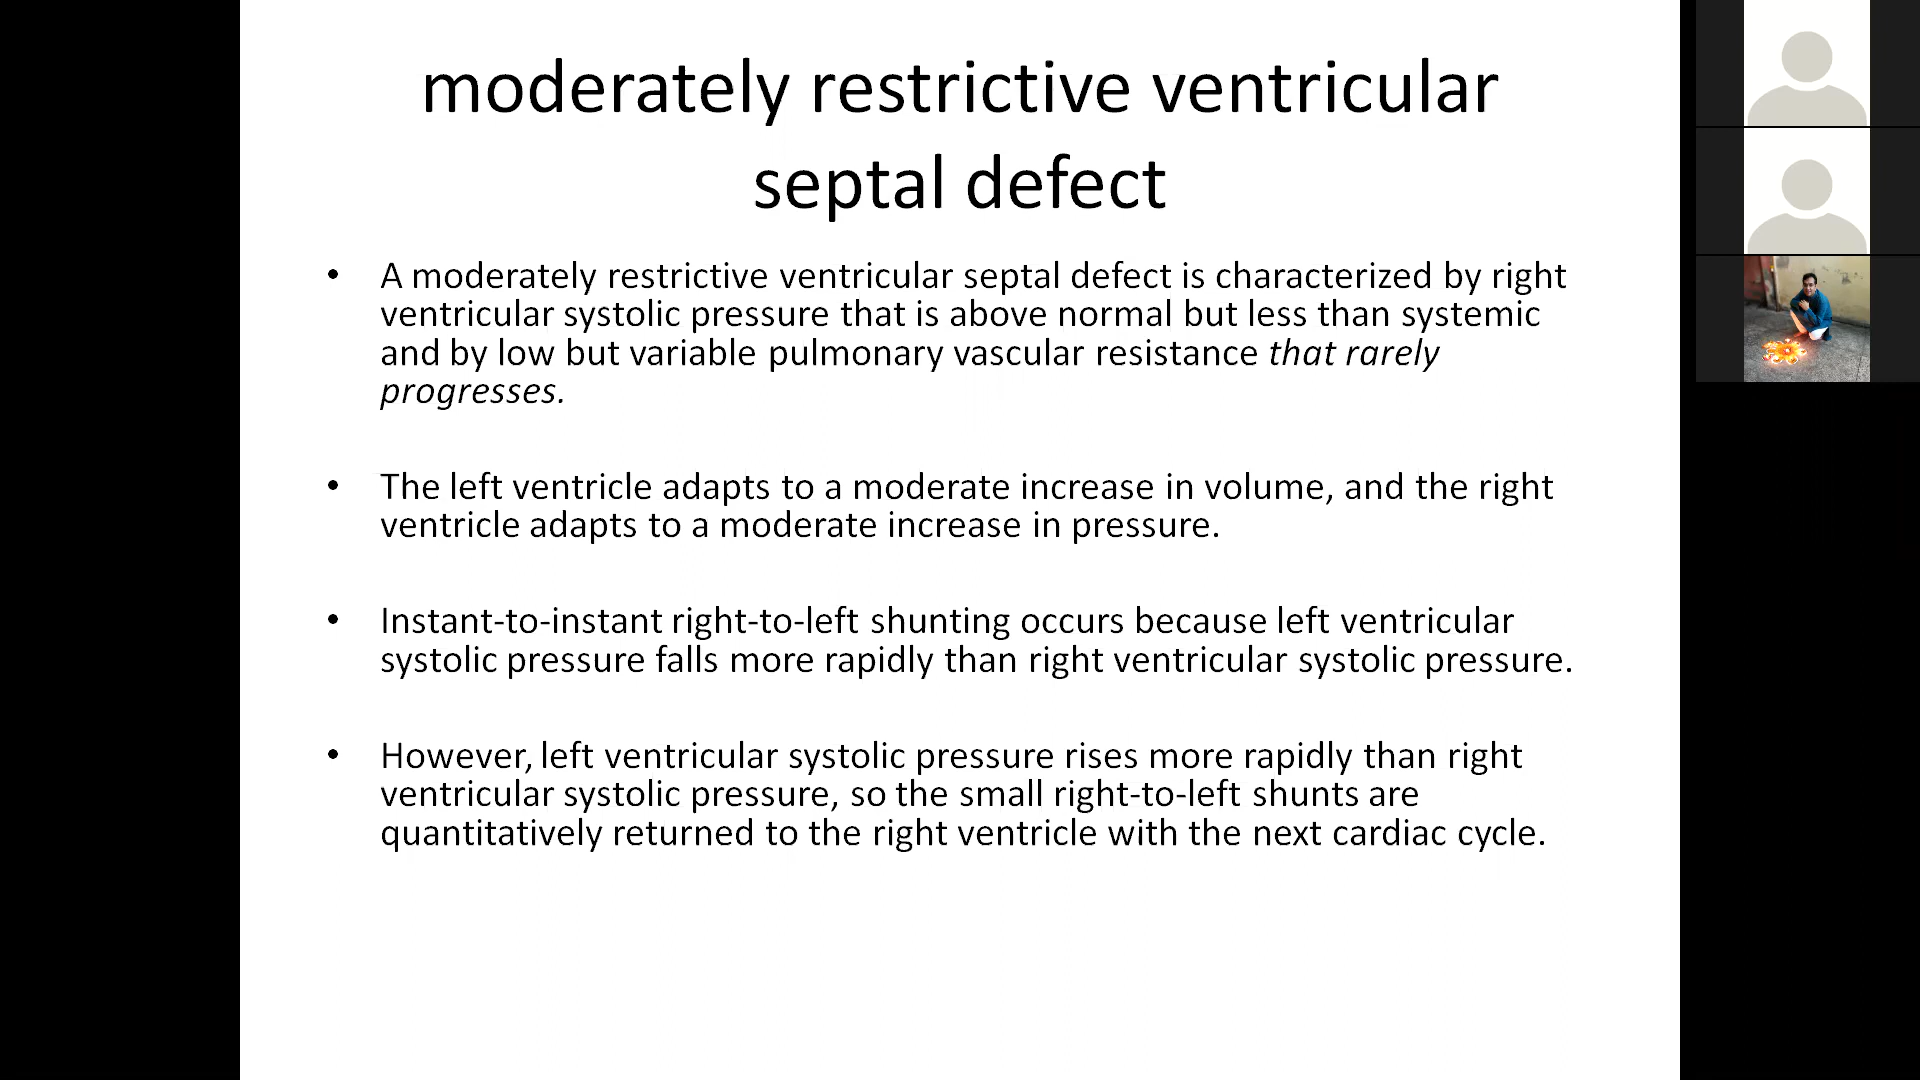 moderately restrictive ventricular
septal defect
• A moderately restrictive ventricular septal defect is characterized by right
ventricular systolic pressure that is above normal but less than systemic
and by low but variable pulmonary vascular resistance that rarely
progresses.
• The left ventricle adapts to a moderate increase in volume, and the right
ventricle adapts to a moderate increase in pressure.
• Instant-to-instant right-to-left shunting occurs because left ventricular
systolic pressure falls more rapidly than right ventricular systolic pressure.
• However, left ventricular systolic pressure rises more rapidly than right
ventricular systolic pressure, so the small right-to-left shunts are
quantitatively returned to the right ventricle with the next cardiac cycle.